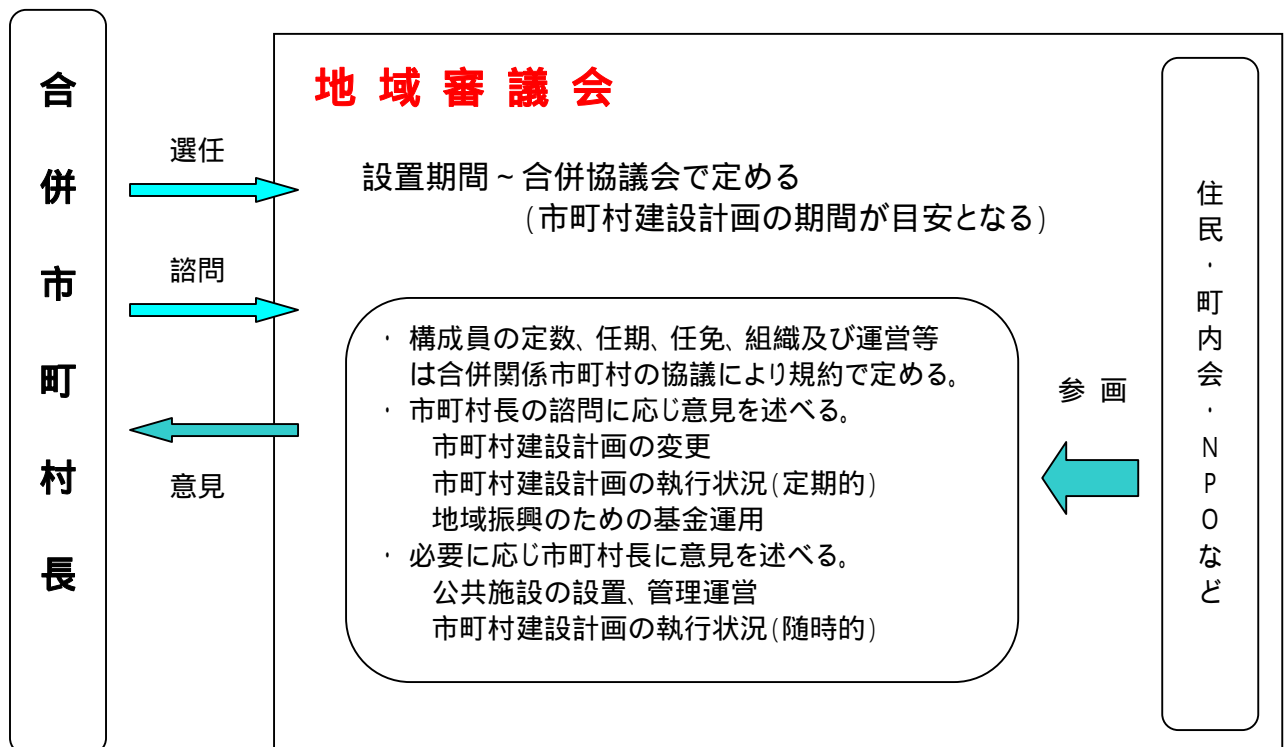 合併市町村長
地域審議会
選任
設置期間～合併協議会で定める
(市町村建設計画の期間が目安となる)
諮問
・ 構成員の定数、任期、任免、組織及び運営等
は合併関係市町村の協議により規約で定める。
・ 市町村長の諮問に応じ意見を述べる。
市町村建設計画の変更
市町村建設計画の執行状況(定期的)
地域振興のための基金運用
・ 必要に応じ市町村長に意見を述べる。
公共施設の設置、管理運営
市町村建設計画の執行状況(随時的)
意見
参画
住民・町内会・NPOなど